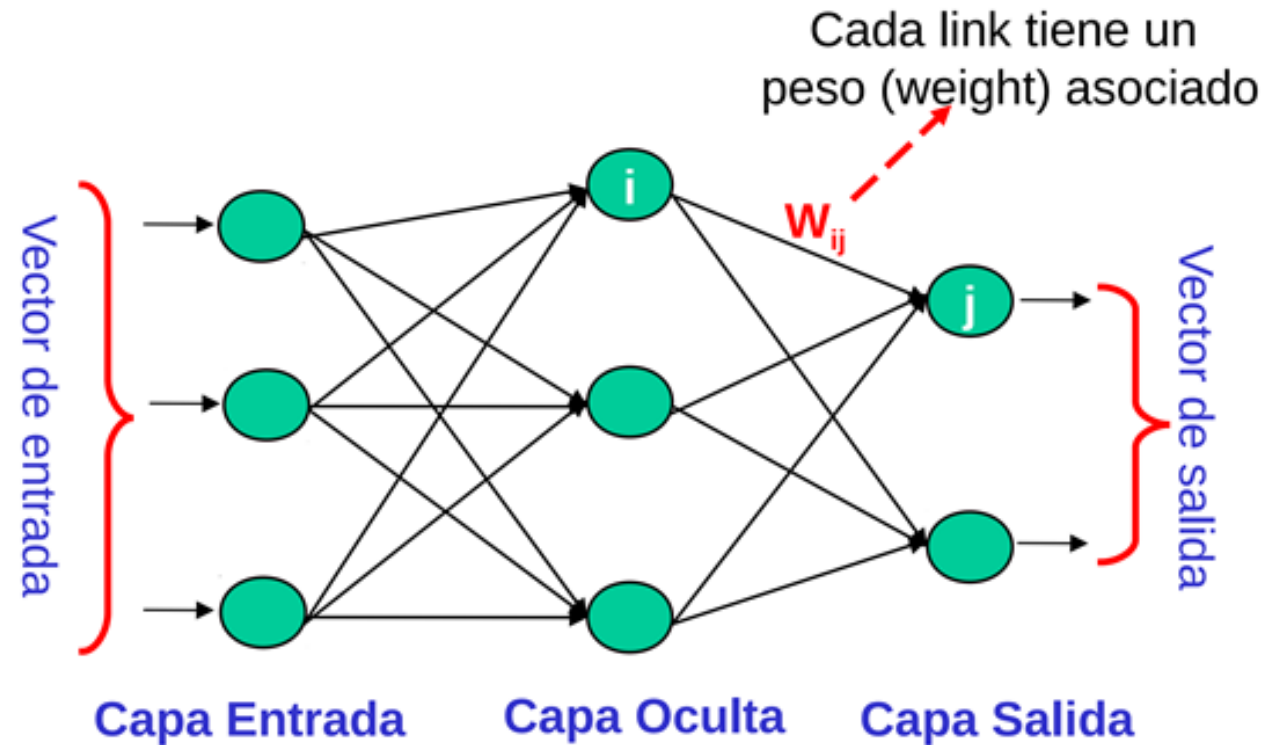 Cada link tiene un
peso (weight) asociado
i
Wij
j
Vector de entrada
Vector de salida
Capa Entrada
Capa Oculta
Capa Salida